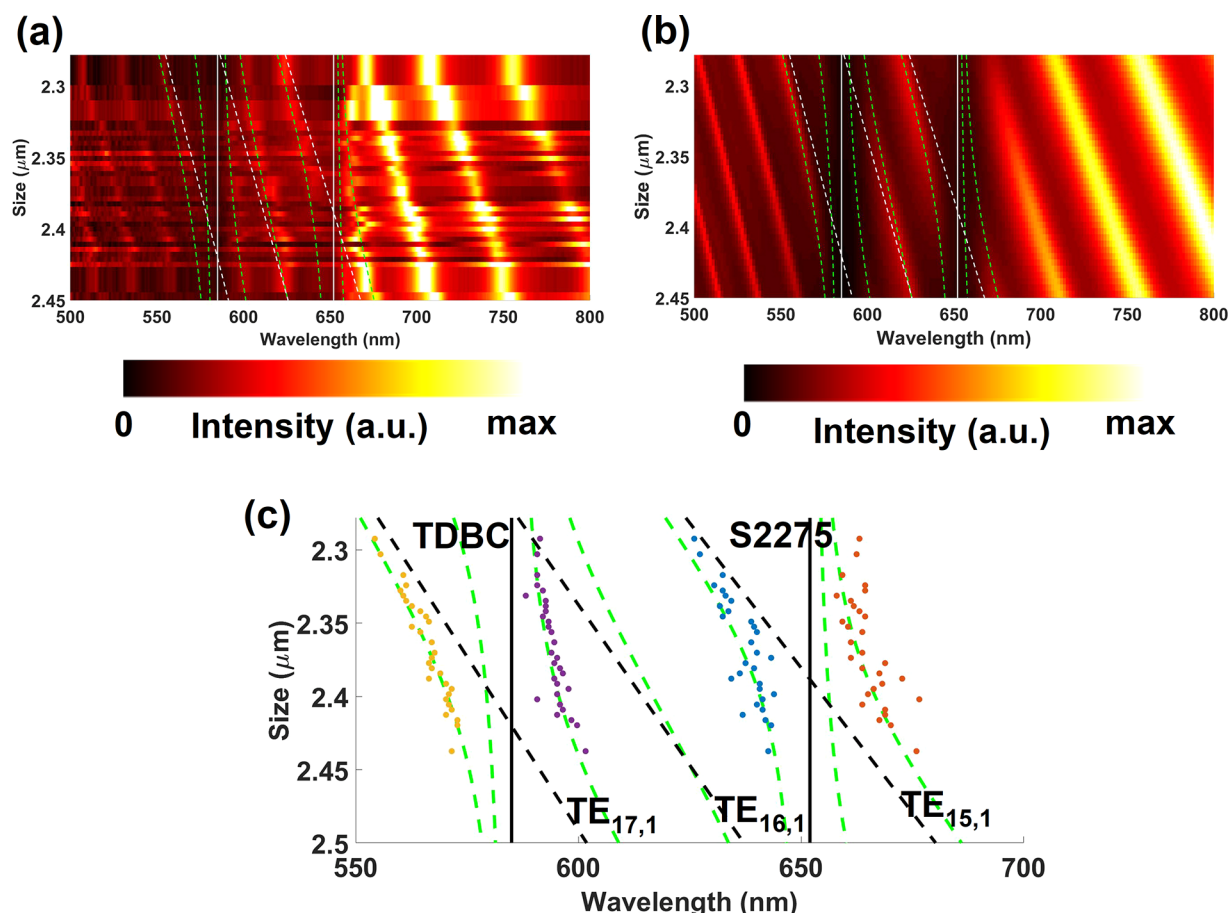 (a)
(b)
Size (μm)
2.3
2.35
2.4
2.45
500 550 600 650 700 750 800
Wavelength (nm)
Size (μm)
2.3
2.35
2.4
2.45
500 550 600 650 700 750 800
Wavelength (nm)
0 Intensity (a.u.) max
0 Intensity (a.u.) max
(c)
TDBC
S2275
Size (μm)
2.3
2.35
2.4
2.45
2.5
TE17,1
TE16,1
TE15,1
550 600 650 700
Wavelength (nm)